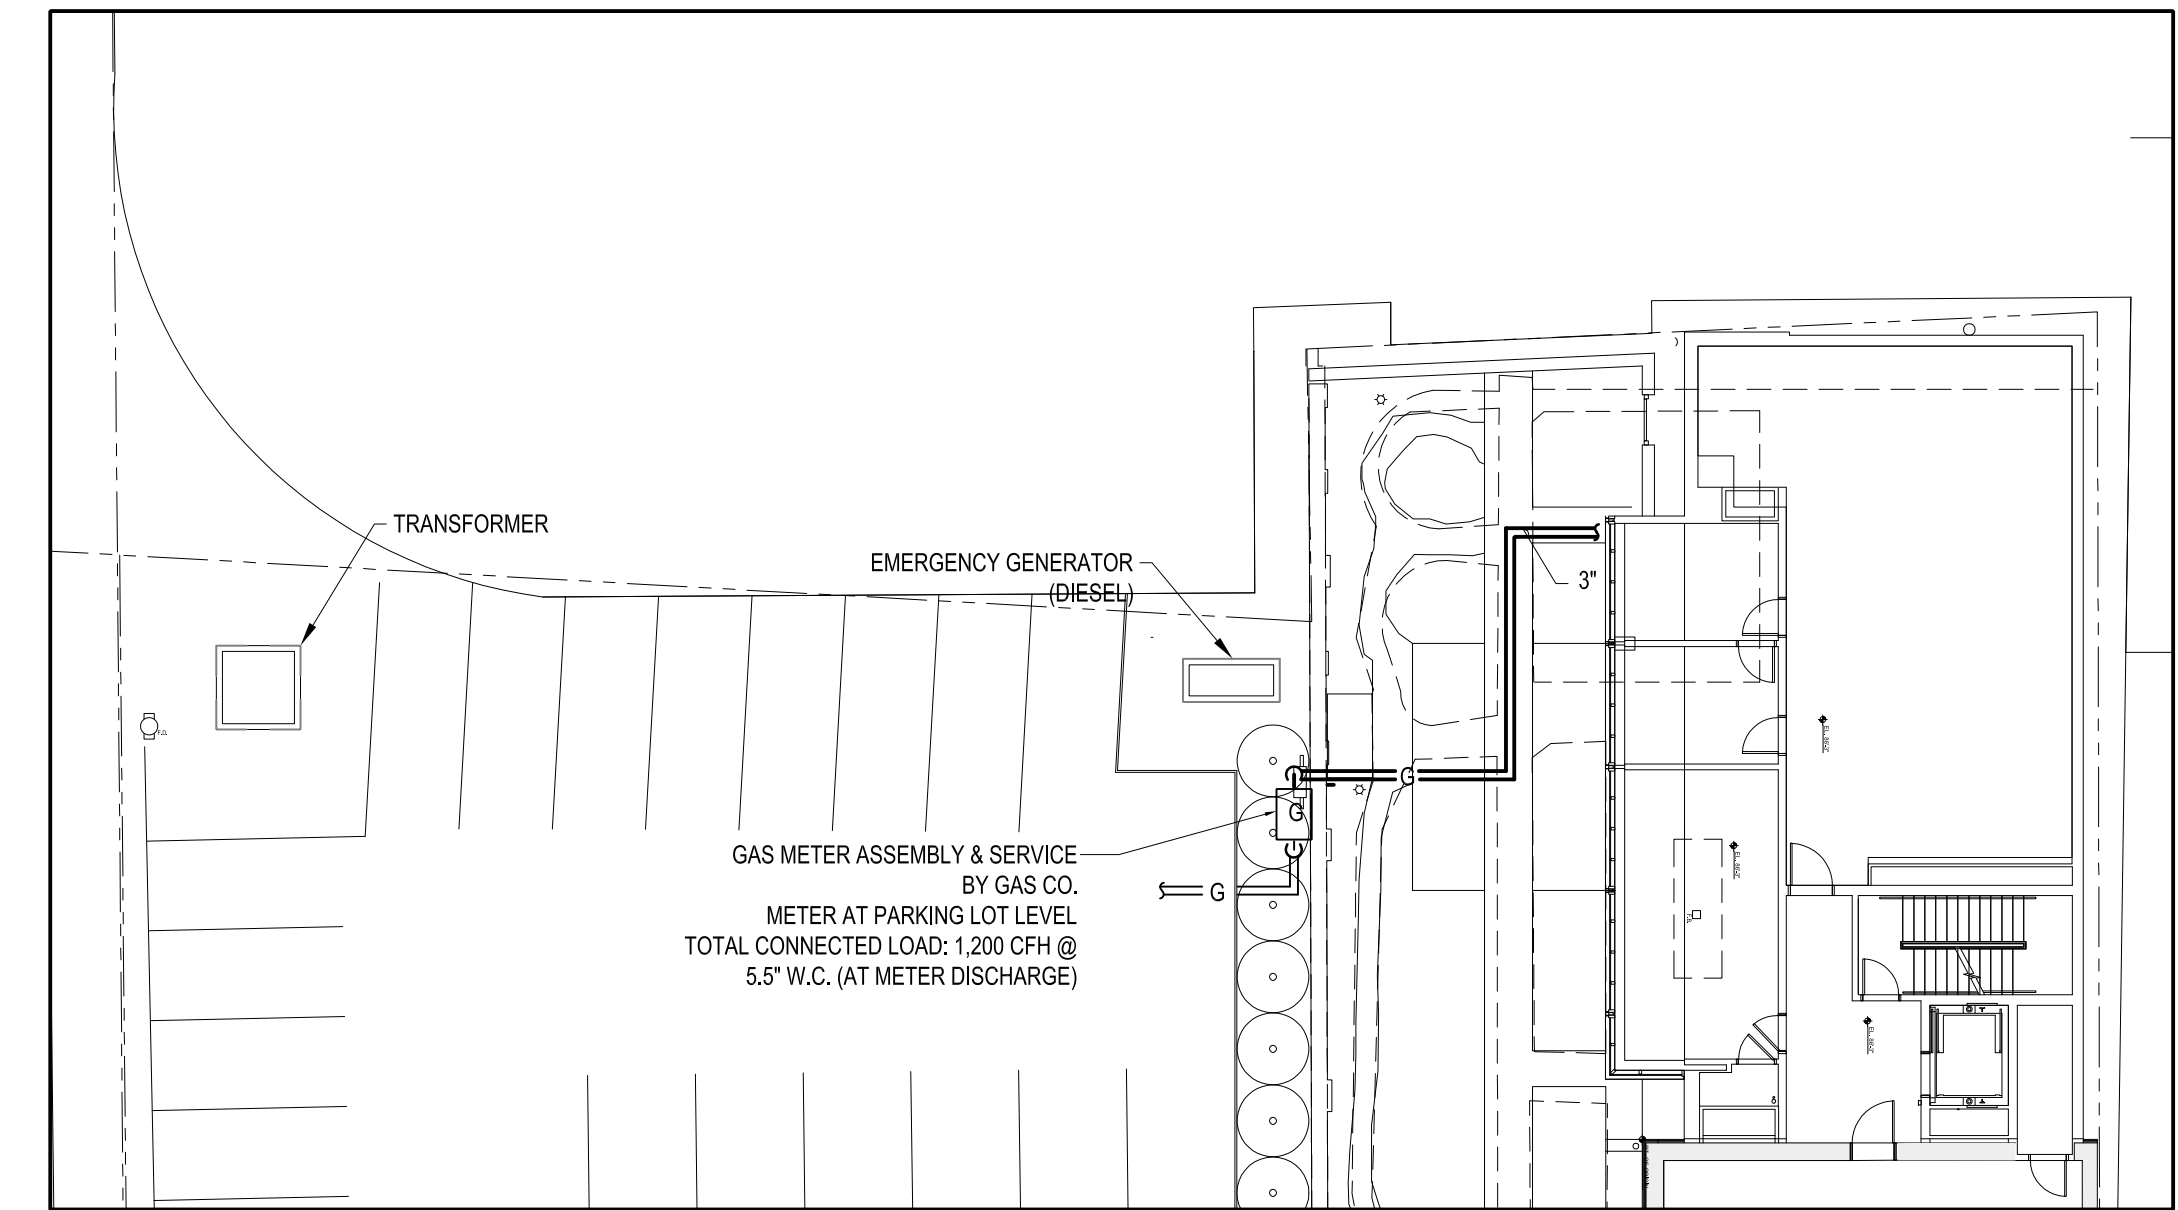 TRANSFORMER
EMERGENCY GENERATOR
(DIESEL)
3"
F.D.
G
G
GAS METER ASSEMBLY & SERVICE
BY GAS CO.
METER AT PARKING LOT LEVEL
TOTAL CONNECTED LOAD: 1,200 CFH @
5.5" W.C. (AT METER DISCHARGE)
G